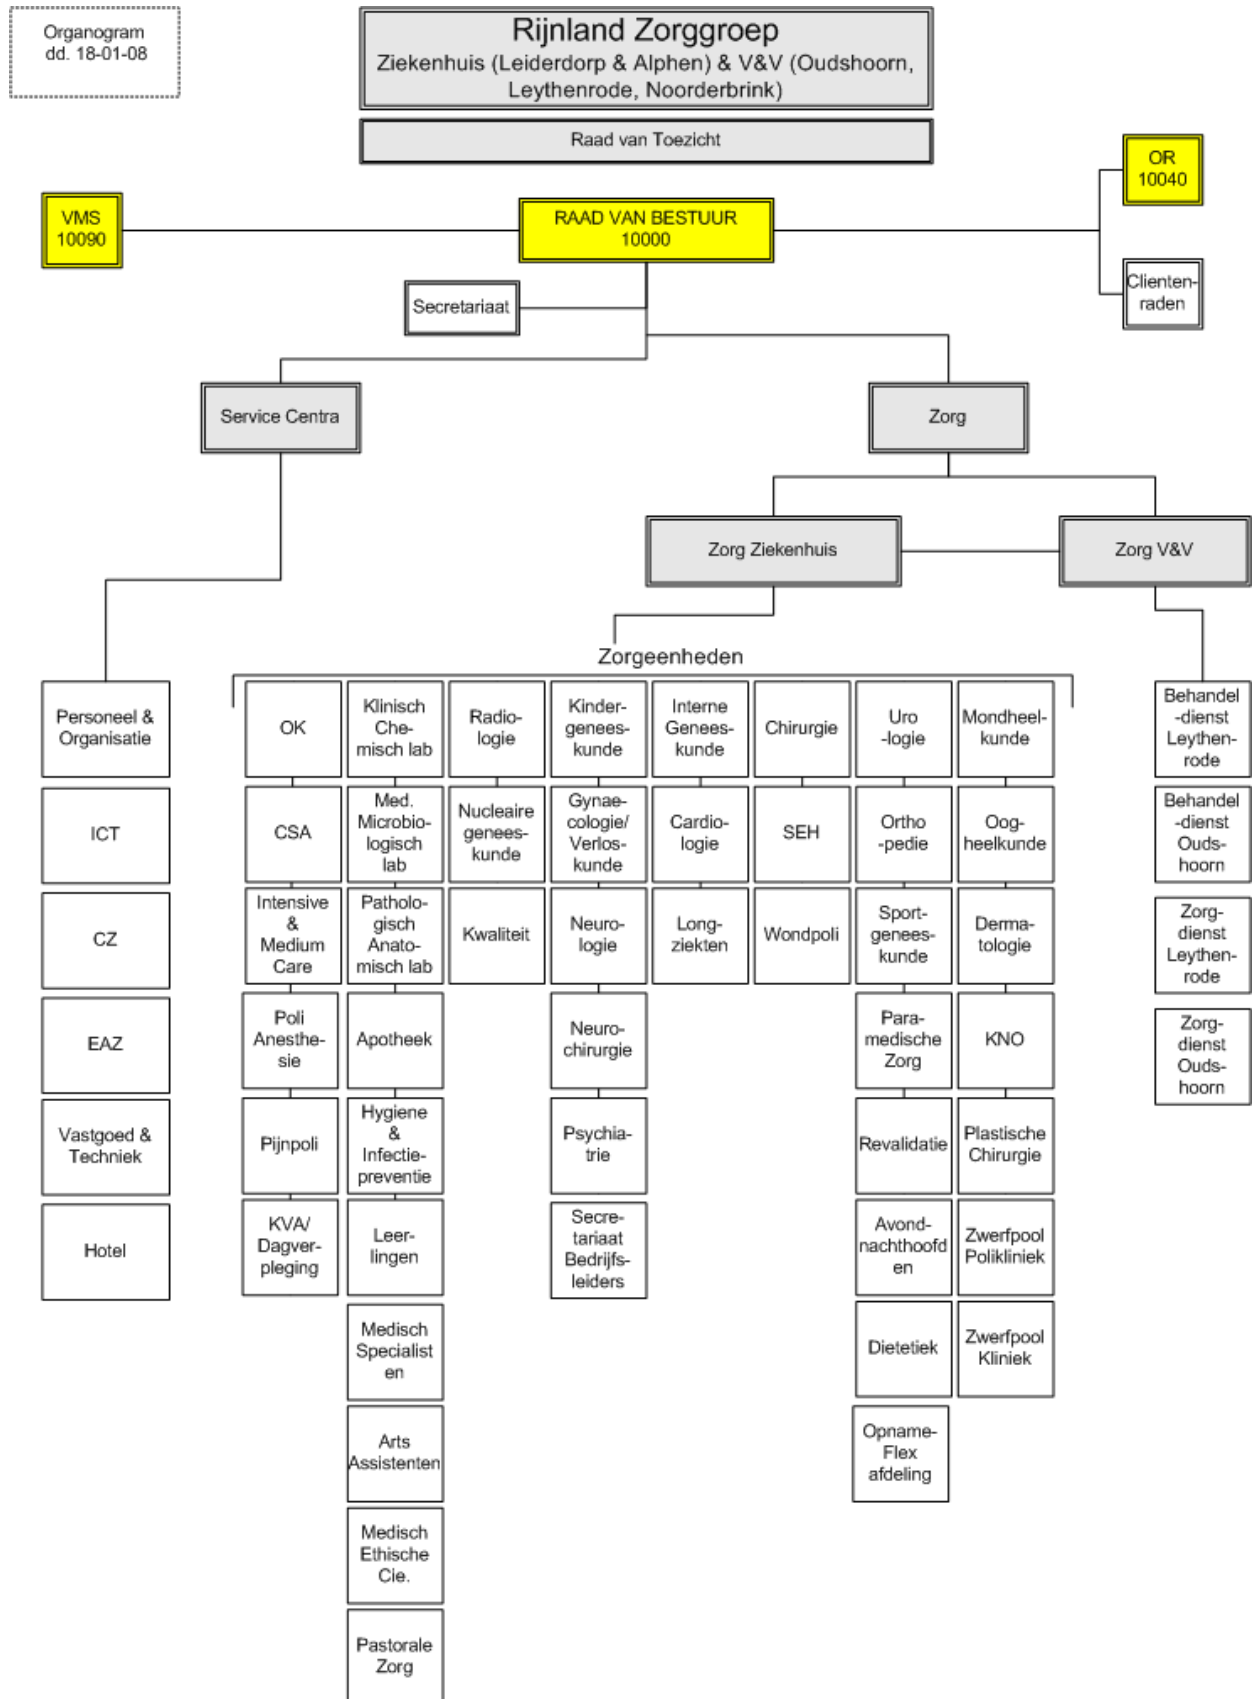 Organogram
dd. 18-01-08
Rijnland Zorggroep
Ziekenhuis (Leiderdorp & Alphen) & V&V (Oudshoorn,
Leythenrode, Noorderbrink)
Raad van Toezicht
OR
10040
VMS
10090
RAAD VAN BESTUUR
10000
Clienten-
raden
Secretariaat
Service Centra
Zorg
Zorg Ziekenhuis
Zorg V&V
Zorgeenheden
Personeel &
Organisatie
ICT
CZ
EAZ
Vastgoed &
Techniek
Hotel
OK
CSA
Intensive
&
Medium
Care
Poli
Anesthe-
sie
Pijnpoli
KVA/
Dagver-
pleging
Klinisch
Che-
misch lab
Med.
Microbio-
logisch
lab
Patholo-
gisch
Anato-
misch lab
Apotheek
Hygiene
&
Infectie-
preventie
Leer-
lingen
Medisch
Specialist
en
Arts
Assistenten
Medisch
Ethische
Cie.
Pastorale
Zorg
Radio-
logie
Nucleaire
genees-
kunde
Kwaliteit
Kinder-
genees-
kunde
Gynae-
cologie/
Verlos-
kunde
Neuro-
logie
Neuro-
chirurgie
Psychia-
trie
Secre-
tariaat
Bedrijfs-
leiders
Interne
Genees-
kunde
Cardio-
logie
Long-
ziekten
Chirurgie
SEH
Wondpoli
Uro
-logie
Ortho
-pedie
Sport-
genees-
kunde
Para-
medische
Zorg
Revalidatie
Avond-
nachthoofd
en
Dietetiek
Opname-
Flex
afdeling
Mondheel-
kunde
Oog-
heelkunde
Derma-
tologie
KNO
Plastische
Chirurgie
Zwerfpool
Polikliniek
Zwerfpool
Kliniek
Behandel
-dienst
Leythen-
rode
Behandel
-dienst
Ouds-
hoorn
Zorg-
dienst
Leythen-
rode
Zorg-
dienst
Ouds-
hoorn